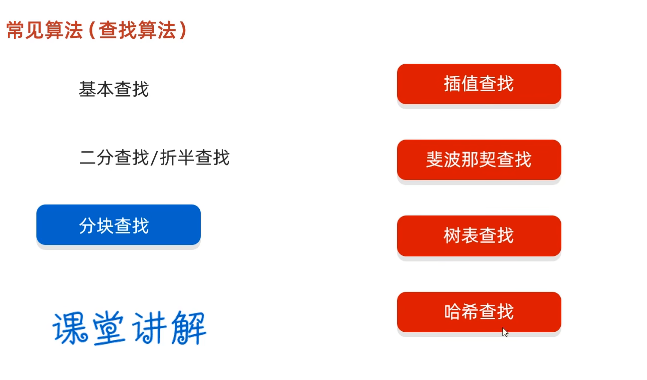 常见算法(查找算法)
基本查找
二分查找/折半查找
分块查找
课堂讲解
插值查找
斐波那契查找
树表查找
哈希查找